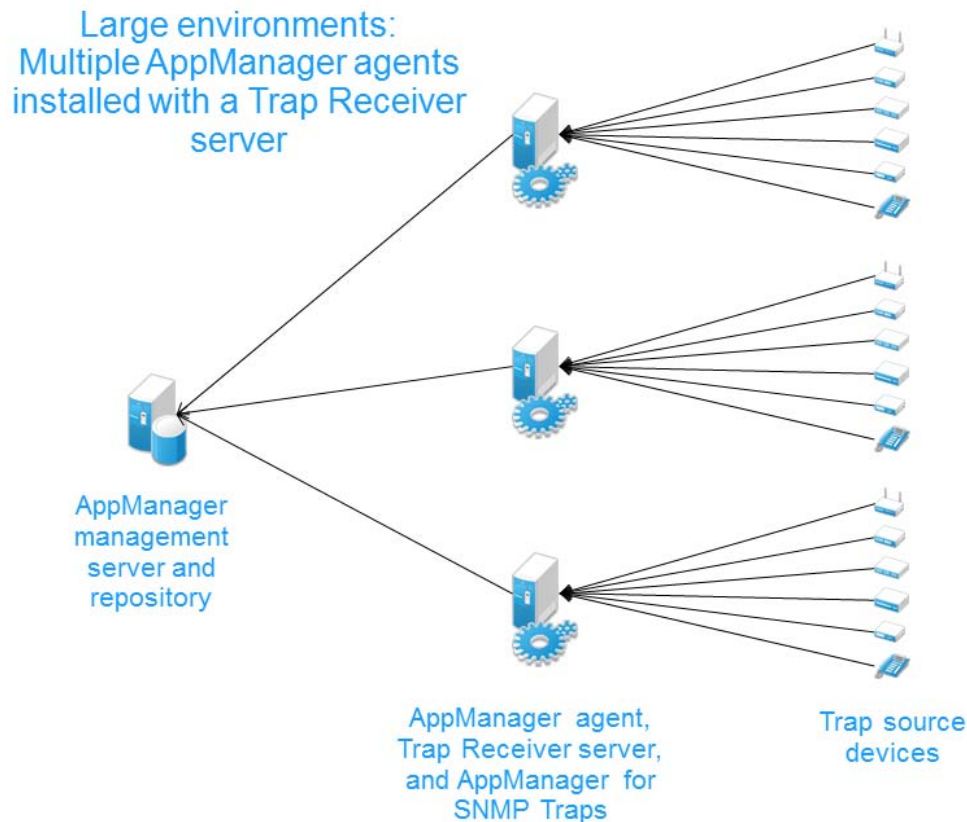 Large environments:
Multiple AppManager agents
installed with a Trap Receiver
server
AppManager
management
server and
repository
AppManager agent,
Trap Receiver server,
and AppManager for
SNMP Traps
Trap source
devices